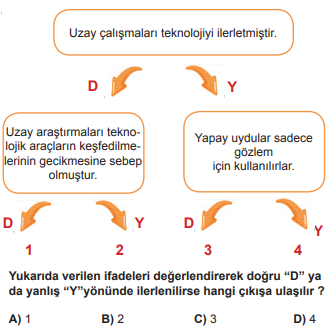 Uzay çalışmaları teknolojiyi ilerletmiştir.
D
Y
Uzay araştırmaları tekno-
lojik araçların keşfedilme-
lerinin gecikmesine sebep
olmuştur.
Yapay uydular sadece
gözlem
için kullanılırlar.
D
Y
D
Y
1
2
3
4
Yukarıda verilen ifadeleri değerlendirerek doğru “D” ya
da yanlış “Y”yönünde ilerlenilirse hangi çıkışa ulaşılır ?
A) 1 B) 2 C) 3 D) 4